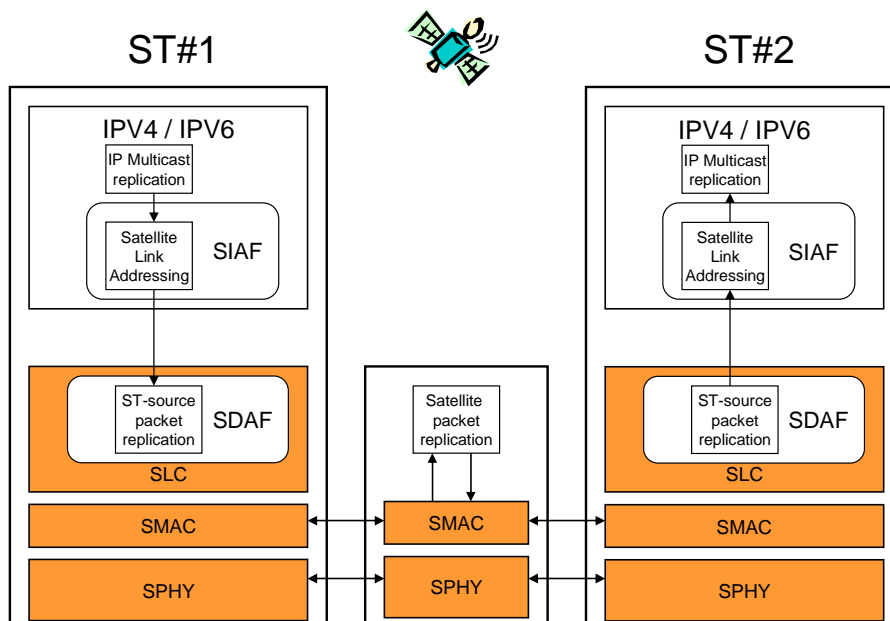 ST#1
ST#2
IPV4 / IPV6
IP Multicast
replication
Satellite
Link
Addressing
SIAF
ST-source
packet
replication
SDAF
SLC
SMAC
SPHY
Satellite
packet
replication
SMAC
SPHY
IPV4 / IPV6
IP Multicast
replication
Satellite
Link
Addressing
SIAF
ST-source
packet
replication
SDAF
SLC
SMAC
SPHY